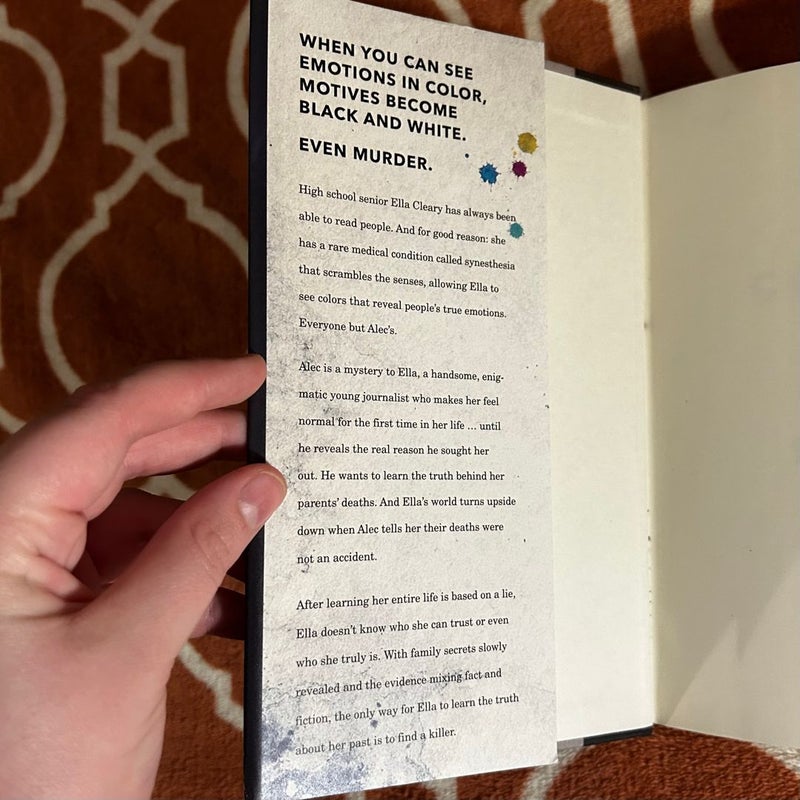 WHEN YOU CAN SEE
EMOTIONS IN COLOR,
MOTIVES BECOME
BLACK AND WHITE.
EVEN MURDER.
High school senior Ella Cleary has always been
able to read people. And for good reason: she
has a rare medical condition called synesthesia
that scrambles the senses, allowing Ella to
see colors that reveal people's true emotions.
Everyone but Alec's.
Alec is a mystery to Ella, a handsome, enig-
matic young journalist who makes her feel
normal for the first time in her life ... until
he reveals the real reason he sought her
out. He wants to learn the truth behind her
parents' deaths. And Ella's world turns upside
down when Alec tells her their deaths were
not an accident.
After learning her entire life is based on a lie,
Ella doesn't know who she can trust or even
who she truly is. With family secrets slowly
revealed and the evidence mixing fact and
fiction, the only way for Ella to learn the truth
about her past is to find a killer.